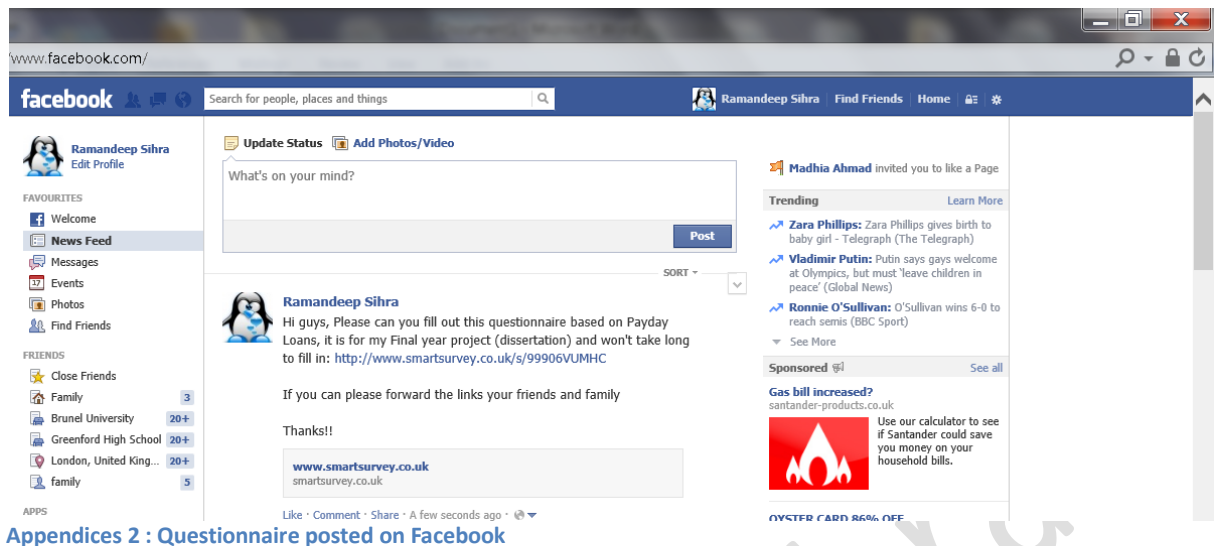 /www.facebook.com/
facebook
Search for people, places and things
Ramandeep Sihra Find Friends Home
Ramandeep Sihra
Edit Profile
FAVOURITES
Welcome
News Feed
Messages
17 Events
Photos
Find Friends
FRIENDS
Close Friends
Family 3
Brunel University 20+
Greenford High School 20+
London, United King... 20+
family 5
APPS
Update Status Add Photos/Video
What's on your mind?
Post
SORT
Ramandeep Sihra
Hi guys, Please can you fill out this questionnaire based on Payday
Loans, it is for my Final year project (dissertation) and won't take long
to fill in: http://www.smartsurvey.co.uk/s/99906VUMHC
If you can please forward the links your friends and family
Thanks!!
www.smartsurvey.co.uk
smartsurvey.co.uk
Like · Comment · Share · A few seconds ago ·
Madhia Ahmad invited you to like a Page
Trending Learn More
Zara Phillips: Zara Phillips gives birth to
baby girl - Telegraph (The Telegraph)
Vladimir Putin: Putin says gays welcome
at Olympics, but must 'leave children in
peace' (Global News)
Ronnie O'Sullivan: O'Sullivan wins 6-0 to
reach semis (BBC Sport)
See More
Sponsored See all
Gas bill increased?
santander-products.co.uk
Use our calculator to see
if Santander could save
you money on your
household bills.
OYSTER CARD 86% OFF
Appendices 2 : Questionnaire posted on Facebook